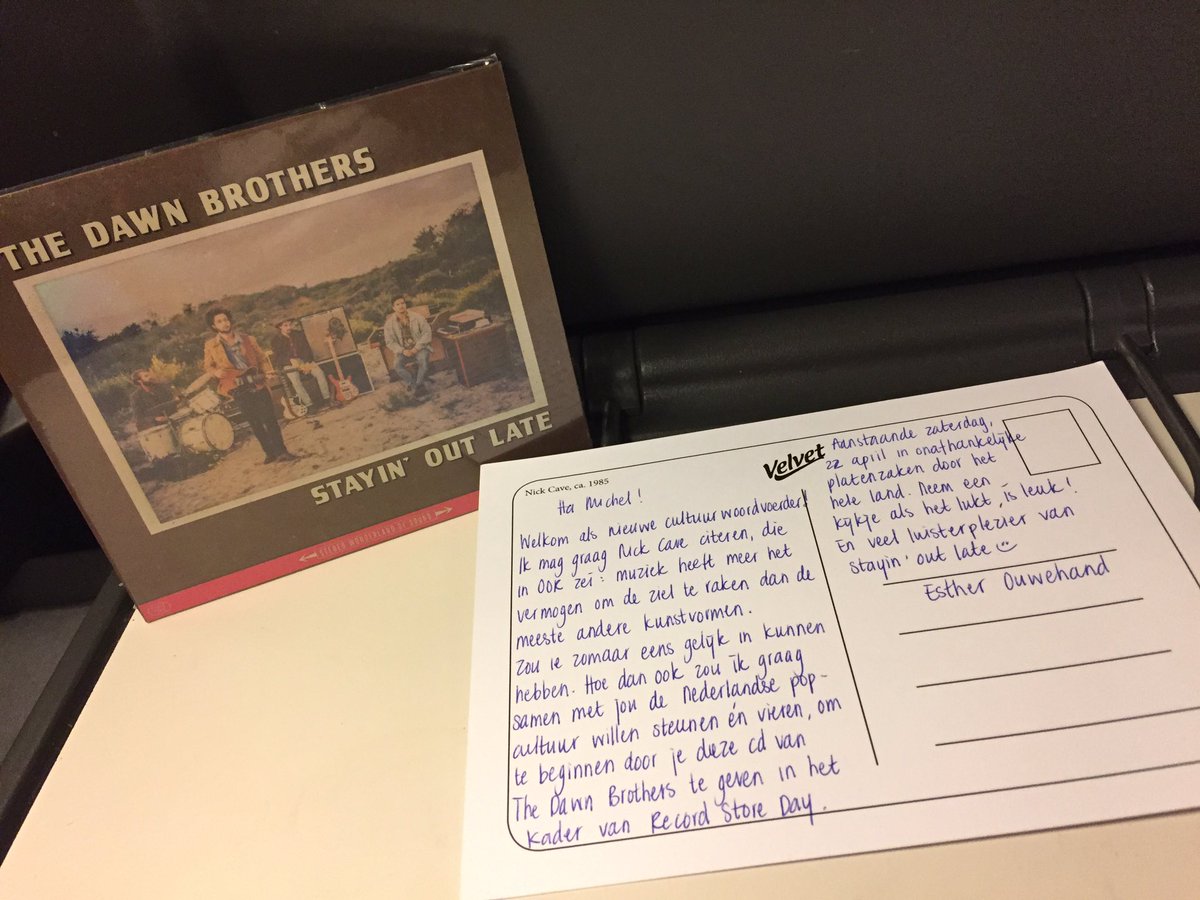 THE DAWN BROTHERS
STAYIN' OUT LATE
Nick Cave, ca. 1985
Ha Michel!
Welkom als nieuwe cultuurwoordvoerder!
Ik mag graag Nick Cave citeren, die
in OOR zei: muziek heeft meer het
vermogen om de ziel te raken dan de
meeste andere kunstvormen.
Zou ie zomaar eens gelijk in kunnen
hebben. Hoe dan ook zou ik graag
samen met jou de Nederlandse pop-
cultuur willen steunen én vieren, om
te beginnen door je deze cd van
The Dawn Brothers te geven in het
kader van Record Store Day.
Velvet
Aanstaande zaterdag,
22 april in onafhankelijke
platenzaken door het
hele land. Neem een
kijkje als het lukt, is leuk!
En veel luisterplezier van
Stayin' out late
Esther Ouwehand